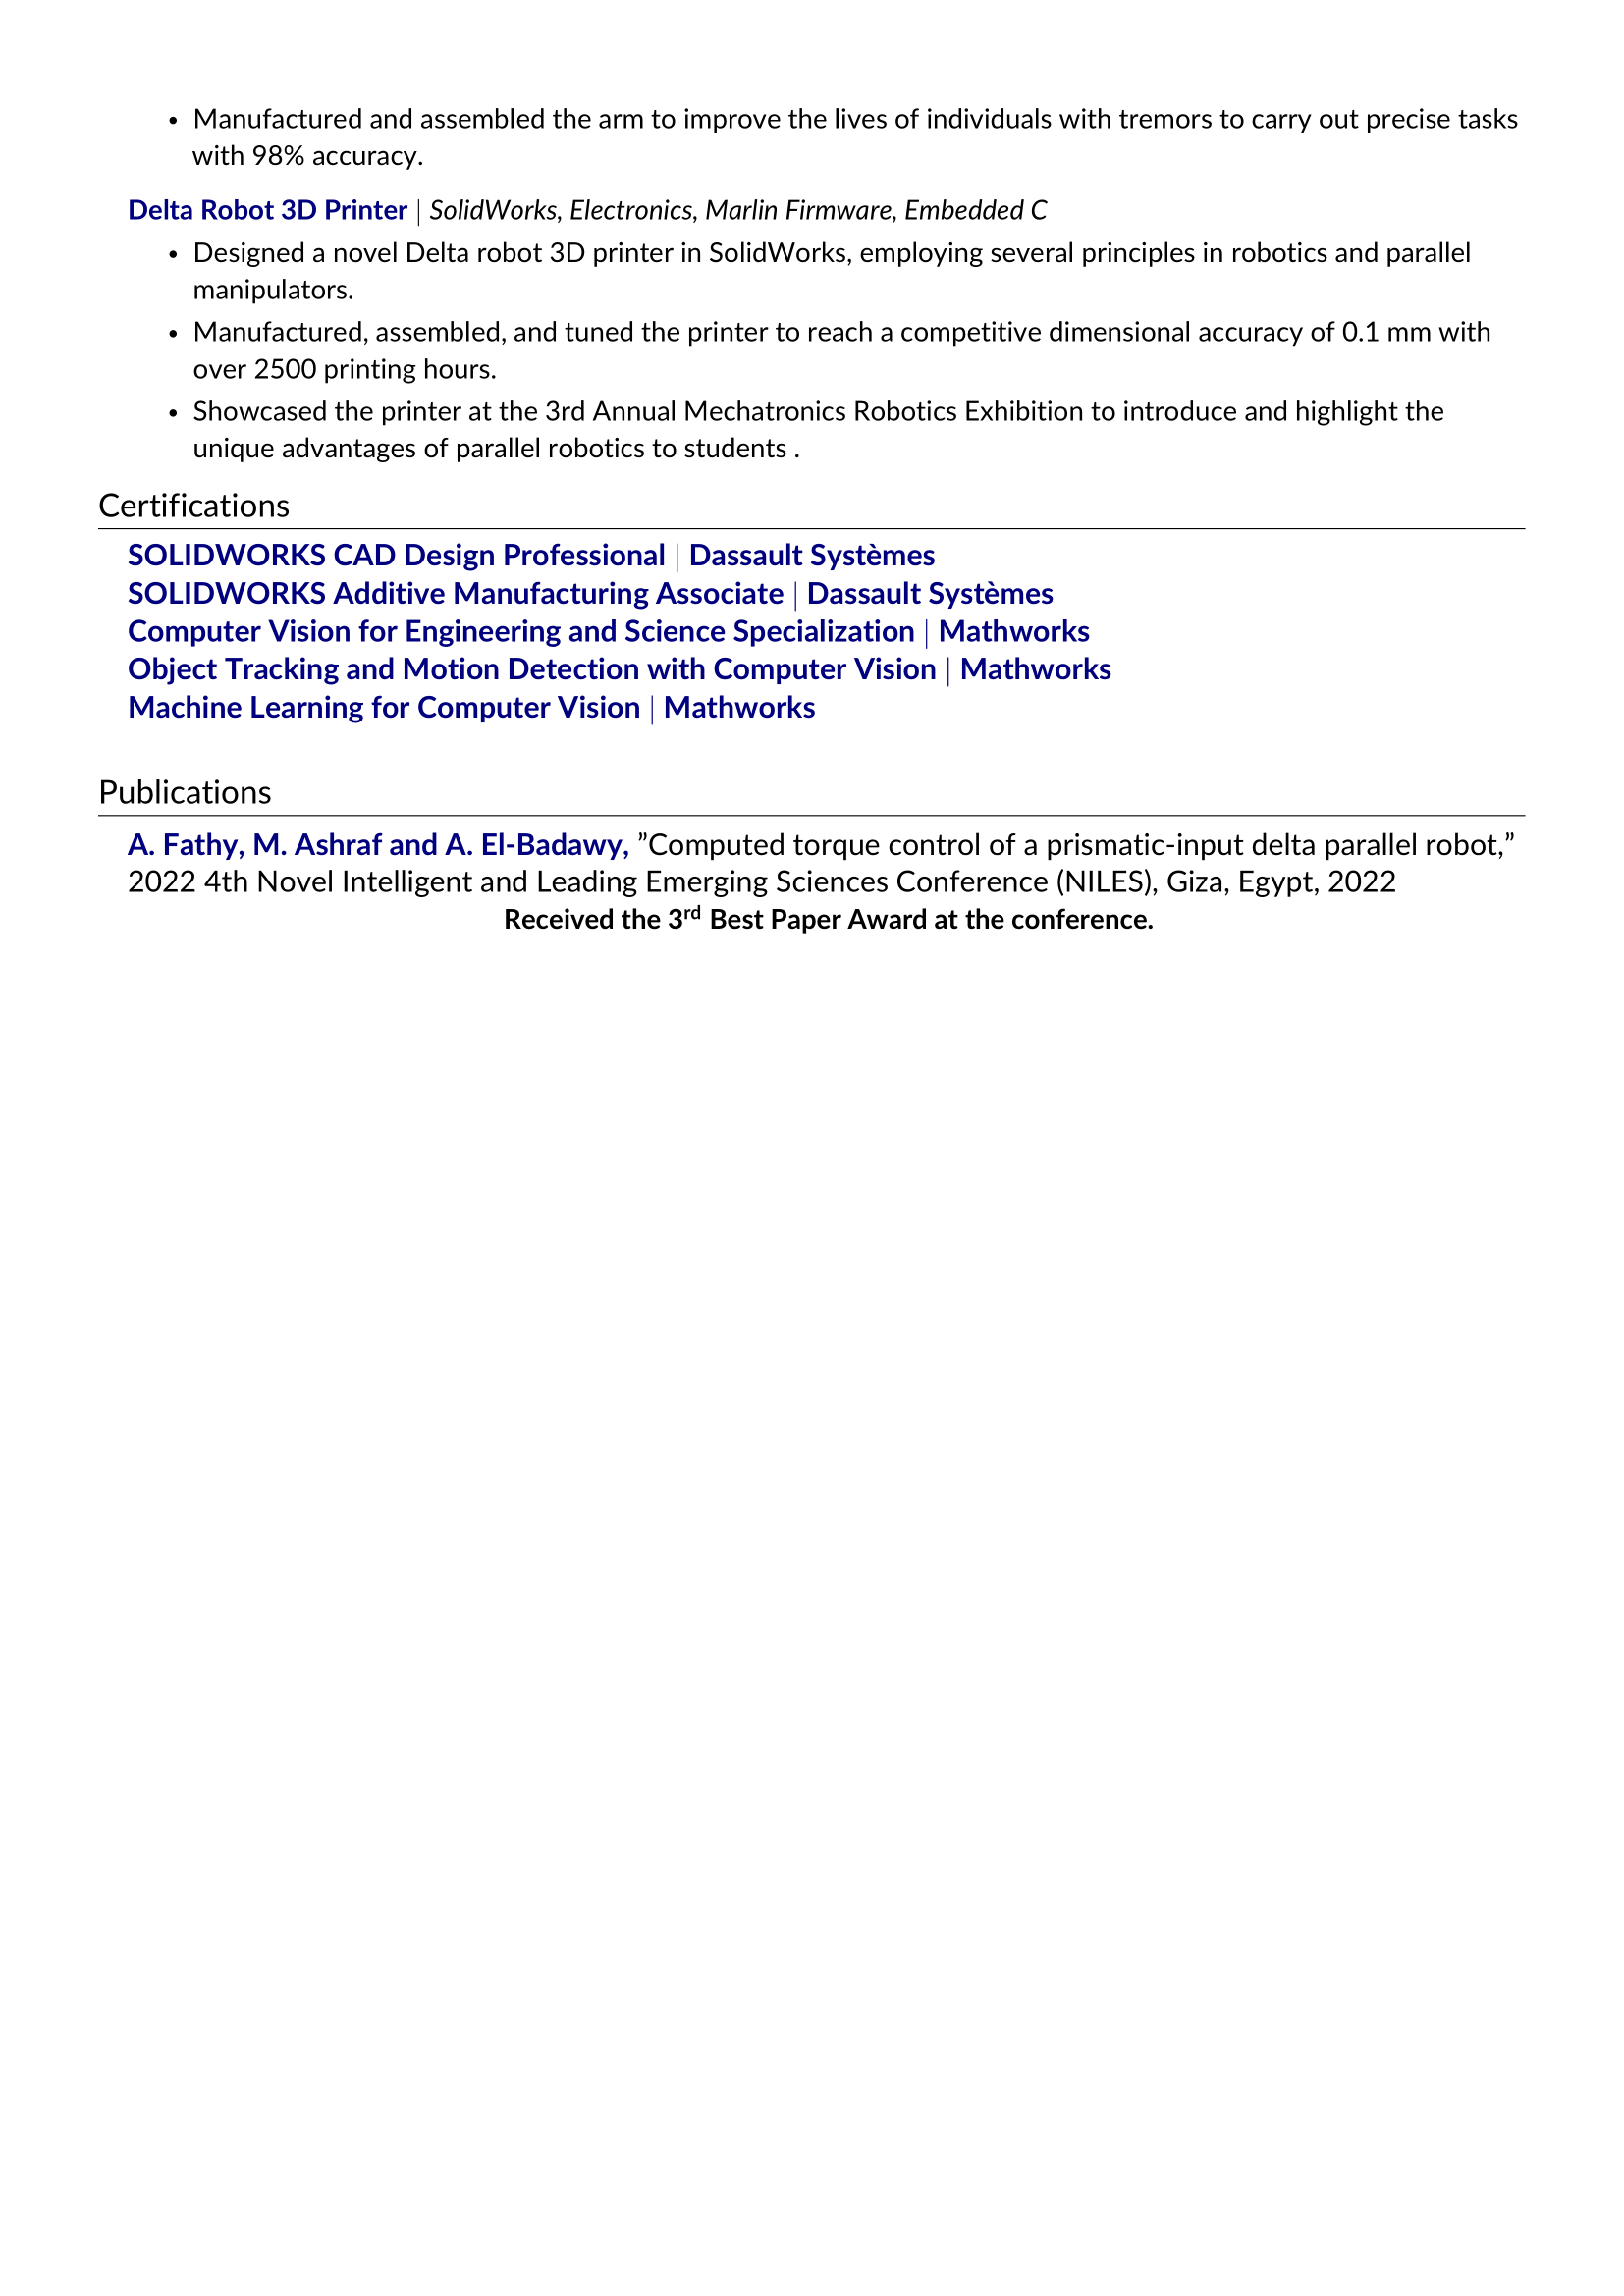 • Manufactured and assembled the arm to improve the lives of individuals with tremors to carry out precise tasks
with 98% accuracy.
Delta Robot 3D Printer | SolidWorks, Electronics, Marlin Firmware, Embedded C
• Designed a novel Delta robot 3D printer in SolidWorks, employing several principles in robotics and parallel
manipulators.
• Manufactured, assembled, and tuned the printer to reach a competitive dimensional accuracy of 0.1 mm with
over 2500 printing hours.
• Showcased the printer at the 3rd Annual Mechatronics Robotics Exhibition to introduce and highlight the
unique advantages of parallel robotics to students .
Certifications
SOLIDWORKS CAD Design Professional | Dassault Systèmes
SOLIDWORKS Additive Manufacturing Associate | Dassault Systèmes
Computer Vision for Engineering and Science Specialization | Mathworks
Object Tracking and Motion Detection with Computer Vision | Mathworks
Machine Learning for Computer Vision | Mathworks
Publications
A. Fathy, M. Ashraf and A. El-Badawy, ”Computed torque control of a prismatic-input delta parallel robot,”
2022 4th Novel Intelligent and Leading Emerging Sciences Conference (NILES), Giza, Egypt, 2022
Received the 3rd Best Paper Award at the conference.